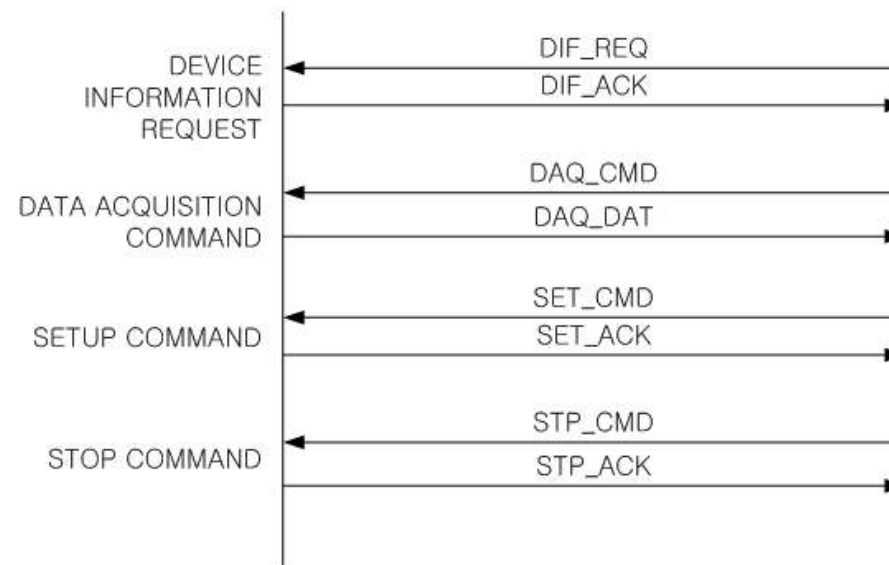 DEVICE
INFORMATION
REQUEST
DIF_REQ
DIF_ACK
DATA ACQUISITION
COMMAND
DAQ_CMD
DAQ_DAT
SETUP COMMAND
SET_CMD
SET_ACK
STOP COMMAND
STP_CMD
STP_ACK